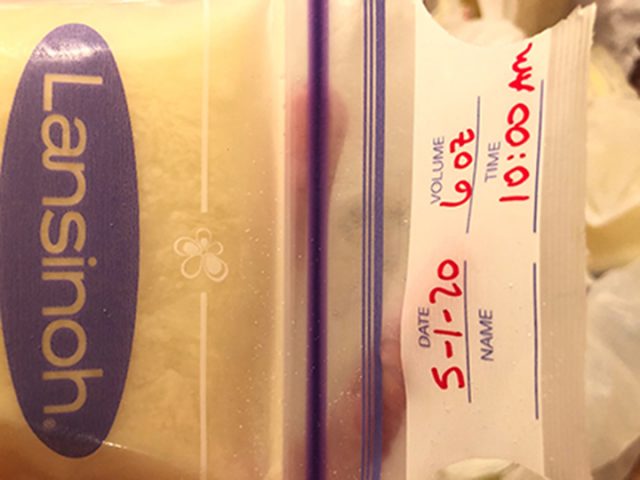 Lansinoh®
DATE 5-1-20 VOLUME 6 oz
NAME TIME 10:00 AM